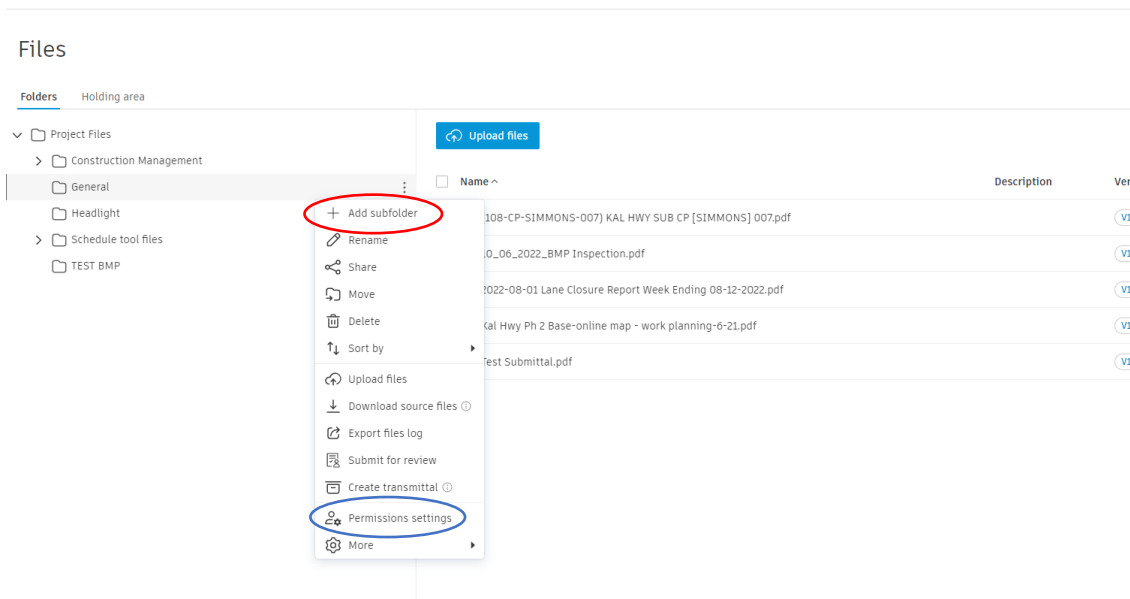 Files
Folders Holding area
Project Files
Construction Management
General
Headlight
Schedule tool files
TEST BMP
Add subfolder
Rename
Share
Move
Delete
Sort by
Upload files
Download source files
Export files log
Submit for review
Create transmittal
Permissions settings
More
Upload files
Name Description
108-CP-SIMMONS-007) KAL HWY SUB CP [SIMMONS] 007.pdf V1
0_06_2022_BMP Inspection.pdf V1
2022-08-01 Lane Closure Report Week Ending 08-12-2022.pdf V1
Kal Hwy Ph 2 Base-online map - work planning-6-21.pdf V1
Test Submittal.pdf V1